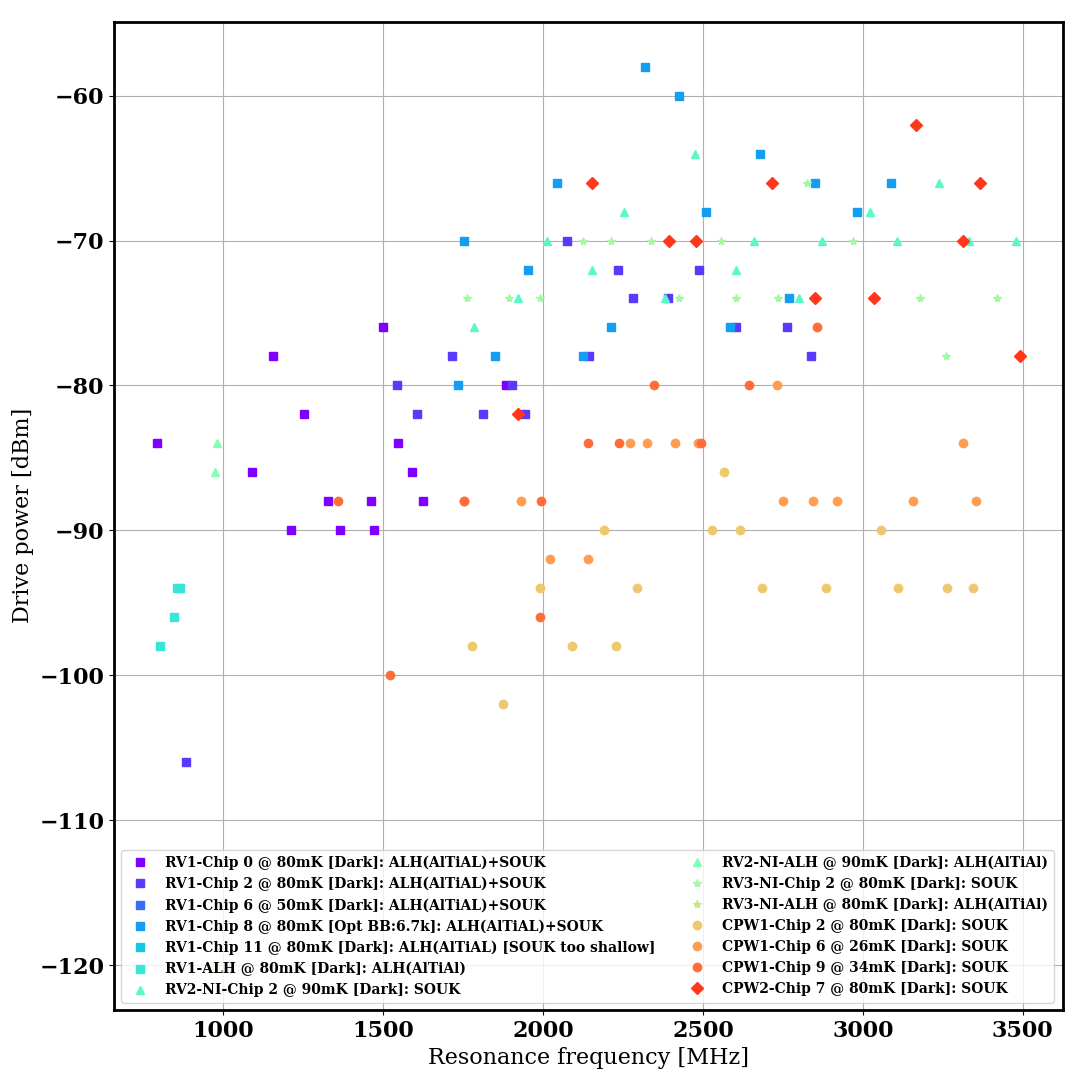 −60
−70
−80
−90
−100
−110
−120
Drive power [dBm]
RV1-Chip 0 @ 80mK [Dark]: ALH(AlTiAL)+SOUK
RV1-Chip 2 @ 80mK [Dark]: ALH(AlTiAL)+SOUK
RV1-Chip 6 @ 50mK [Dark]: ALH(AlTiAL)+SOUK
RV1-Chip 8 @ 80mK [Opt BB:6.7k]: ALH(AlTiAL)+SOUK
RV1-Chip 11 @ 80mK [Dark]: ALH(AlTiAL) [SOUK too shallow]
RV1-ALH @ 80mK [Dark]: ALH(AlTiAl)
RV2-NI-Chip 2 @ 90mK [Dark]: SOUK
RV2-NI-ALH @ 90mK [Dark]: ALH(AlTiAl)
RV3-NI-Chip 2 @ 80mK [Dark]: SOUK
RV3-NI-ALH @ 80mK [Dark]: ALH(AlTiAl)
CPW1-Chip 2 @ 80mK [Dark]: SOUK
CPW1-Chip 6 @ 26mK [Dark]: SOUK
CPW1-Chip 9 @ 34mK [Dark]: SOUK
CPW2-Chip 7 @ 80mK [Dark]: SOUK
1000 1500 2000 2500 3000 3500
Resonance frequency [MHz]